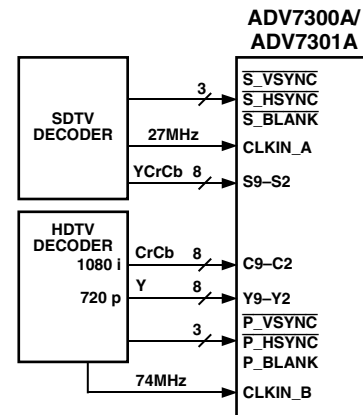 ADV7300A/
ADV7301A
SDTV
DECODER
3
S_VSYNC
S_HSYNC
S_BLANK
27MHz
CLKIN_A
YCrCb 8
S9–S2
HDTV
DECODER
1080 i
CrCb 8
C9–C2
720 p
Y 8
Y9–Y2
3
P_VSYNC
P_HSYNC
P_BLANK
74MHz
CLKIN_B